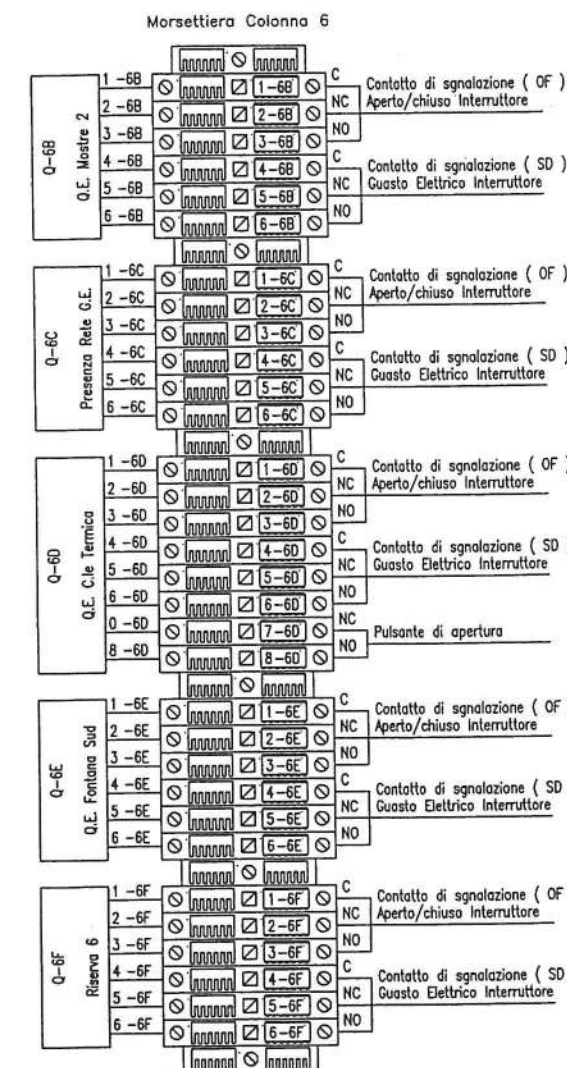 Morsettiera Colonna 6
Q-6B
Q.E. Mostre 2
1 -6B
2 -6B
3 -6B
4 -6B
5 -6B
6 -6B
1-6B
2-6B
3-6B
4-6B
5-6B
6-6B
C
NC
NO
C
NC
NO
Contatto di sgnalazione ( OF )
Aperto/chiuso Interruttore
Contatto di sgnalazione ( SD )
Guasto Elettrico Interruttore
Q-6C
Presenza Rete G.E.
1 -6C
2 -6C
3 -6C
4 -6C
5 -6C
6 -6C
1-6C
2-6C
3-6C
4-6C
5-6C
6-6C
C
NC
NO
C
NC
NO
Contatto di sgnalazione ( OF )
Aperto/chiuso Interruttore
Contatto di sgnalazione ( SD )
Guasto Elettrico Interruttore
Q-6D
Q.E. C.le Termica
1 -6D
2 -6D
3 -6D
4 -6D
5 -6D
6 -6D
0 -6D
8 -6D
1-6D
2-6D
3-6D
4-6D
5-6D
6-6D
7-6D
8-6D
C
NC
NO
C
NC
NO
NC
NO
Contatto di sgnalazione ( OF )
Aperto/chiuso Interruttore
Contatto di sgnalazione ( SD
Guasto Elettrico Interruttore
Pulsante di apertura
Q-6E
Q.E. Fontana Sud
1 -6E
2 -6E
3 -6E
4 -6E
5 -6E
6 -6E
1-6E
2-6E
3-6E
4-6E
5-6E
6-6E
C
NC
NO
C
NC
NO
Contatto di sgnalazione ( OF
Aperto/chiuso Interruttore
Contatto di sgnalazione ( SD
Guasto Elettrico Interruttore
Q-6F
Riserva 6
1 -6F
2 -6F
3 -6F
4 -6F
5 -6F
6 -6F
1-6F
2-6F
3-6F
4-6F
5-6F
6-6F
C
NC
NO
C
NC
NO
Contatto di sgnalazione ( OF
Aperto/chiuso Interruttore
Contatto di sgnalazione ( SD
Guasto Elettrico Interruttore